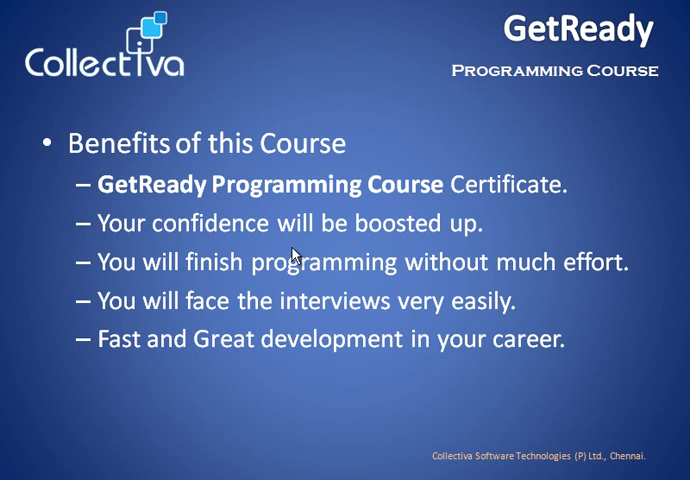 Collectiva
GetReady
Programming Course
• Benefits of this Course
– GetReady Programming Course Certificate.
– Your confidence will be boosted up.
– You will finish programming without much effort.
– You will face the interviews very easily.
– Fast and Great development in your career.
Collectiva Software Technologies (P) Ltd., Chennai.